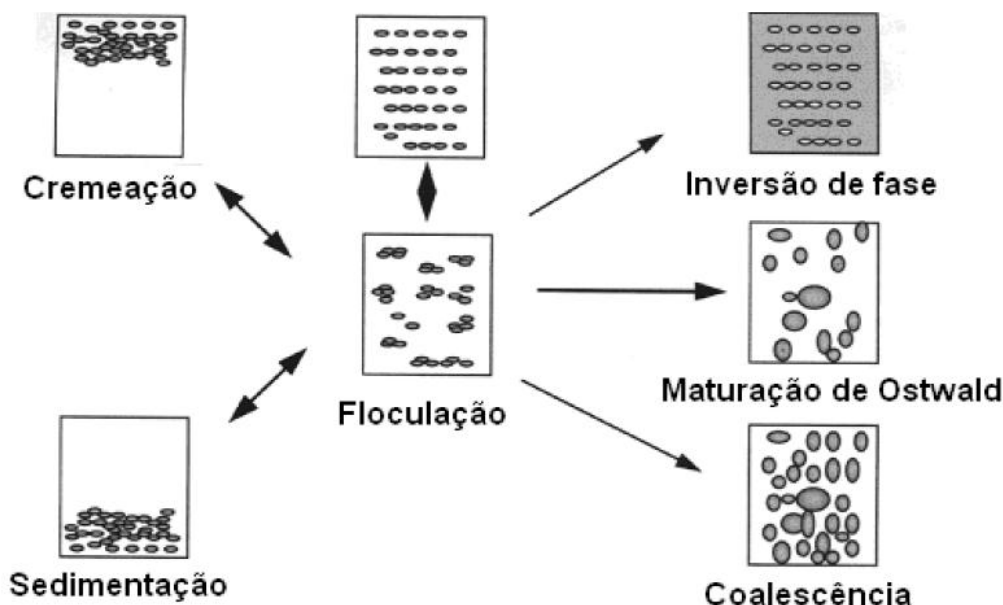 Cremeação
Inversão de fase
Floculação
Maturação de Ostwald
Sedimentação
Coalescência